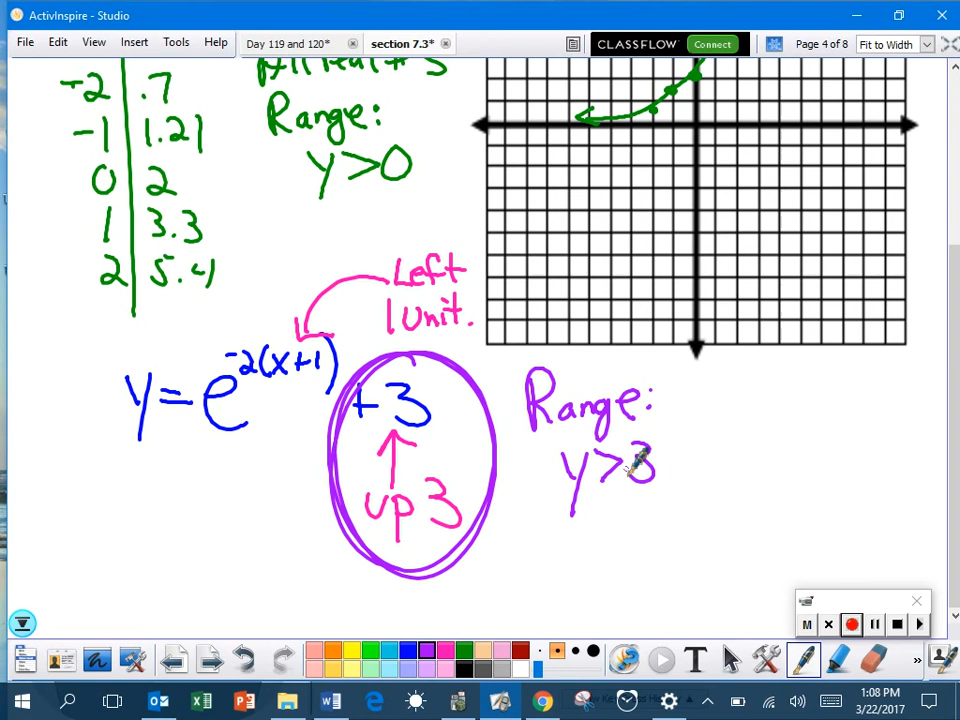 ActivInspire - Studio
File Edit View Insert Tools Help
Day 119 and 120*
section 7.3*
CLASSFLOW Connect
Page 4 of 8
Fit to Width
-2 .7
-1 1.21
0 2
1 3.3
2 5.4
All real #'s
Range:
y>0
Left
1 Unit.
y=e^-2(x+1) +3
up 3
Range:
y>3
M
T
»
1:08 PM
3/22/2017